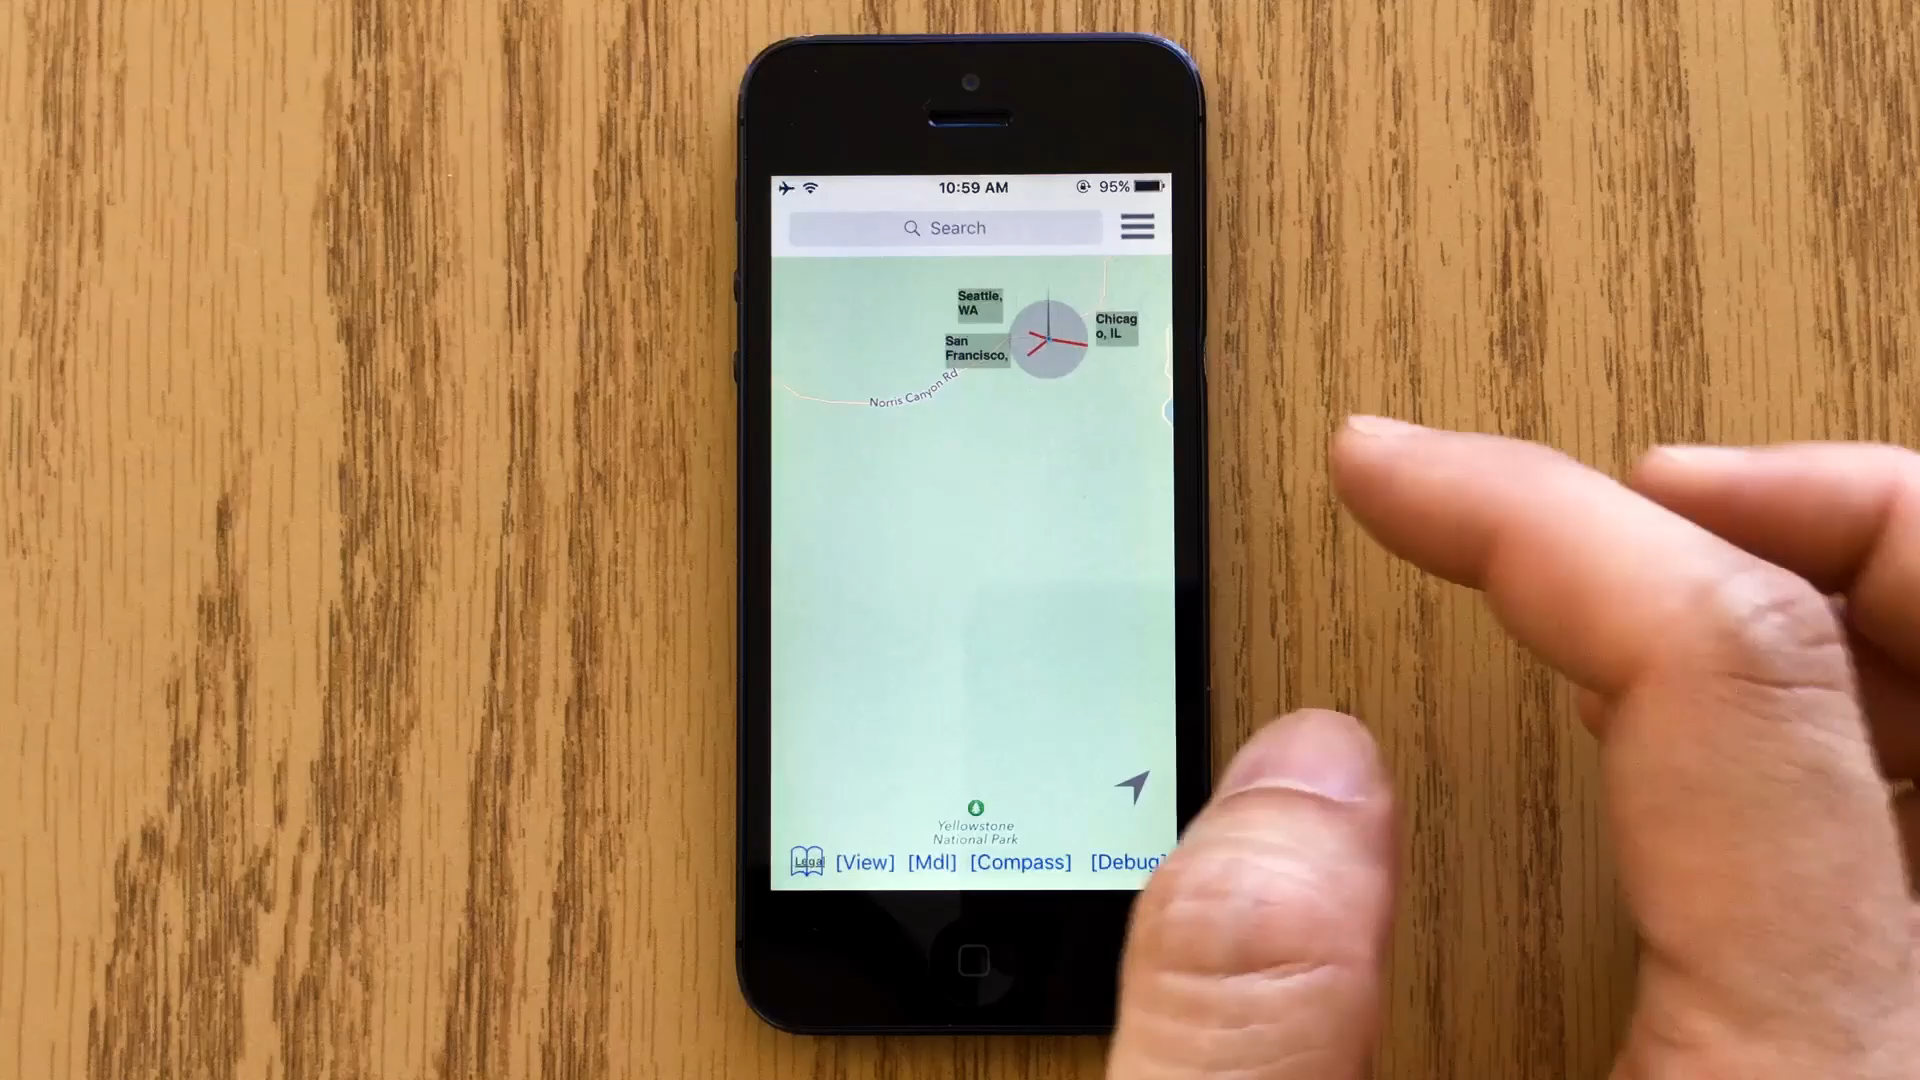 10:59 AM
95%
Search
Seattle,
WA
Chicag
o, IL
San
Francisco,
Norris Canyon Rd
Yellowstone
National Park
Legal
[View] [Mdl] [Compass] [Debug]